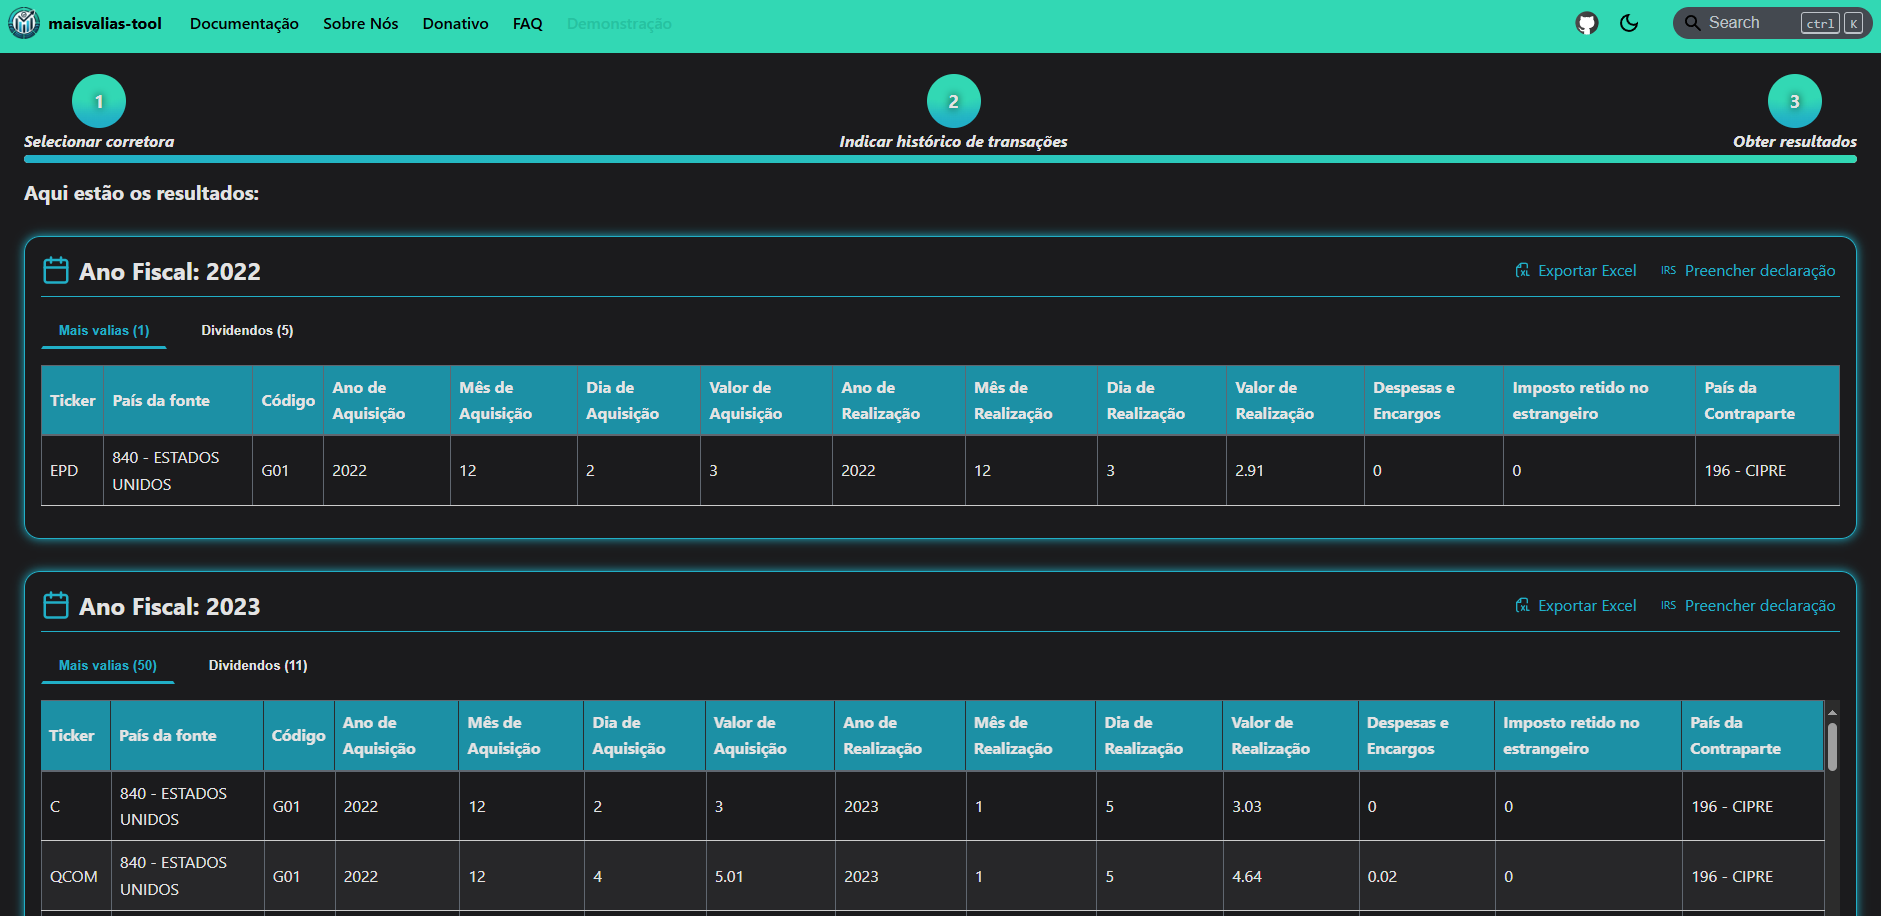 maisvalias-tool Documentação Sobre Nós Donativo FAQ Demonstração Search ctrl K
1 2 3
Selecionar corretora Indicar histórico de transações Obter resultados
Aqui estão os resultados:
Ano Fiscal: 2022 XL Exportar Excel IRS Preencher declaração
Mais valias (1) Dividendos (5)
Ticker País da fonte Código Ano de Aquisição Mês de Aquisição Dia de Aquisição Valor de Aquisição Ano de Realização Mês de Realização Dia de Realização Valor de Realização Despesas e Encargos Imposto retido no estrangeiro País da Contraparte
EPD 840 - ESTADOS UNIDOS G01 2022 12 2 3 2022 12 3 2.91 0 0 196 - CIPRE
Ano Fiscal: 2023 XL Exportar Excel IRS Preencher declaração
Mais valias (50) Dividendos (11)
Ticker País da fonte Código Ano de Aquisição Mês de Aquisição Dia de Aquisição Valor de Aquisição Ano de Realização Mês de Realização Dia de Realização Valor de Realização Despesas e Encargos Imposto retido no estrangeiro País da Contraparte
C 840 - ESTADOS UNIDOS G01 2022 12 2 3 2023 1 5 3.03 0 0 196 - CIPRE
QCOM 840 - ESTADOS UNIDOS G01 2022 12 4 5.01 2023 1 5 4.64 0.02 0 196 - CIPRE